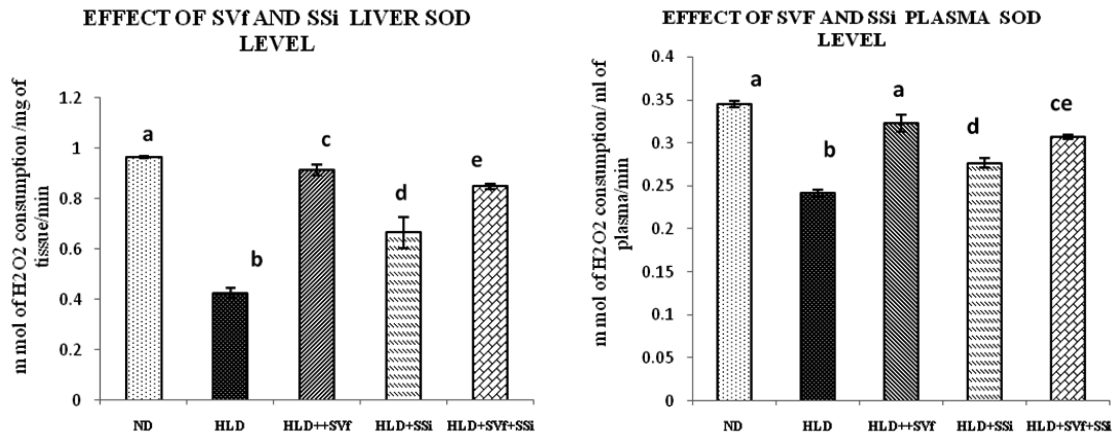 EFFECT OF SVf AND SSi LIVER SOD
LEVEL
m mol of H2O2 consumption /mg of
tissue/min
1.2
1
0.8
0.6
0.4
0.2
0
a
b
c
d
e
ND
HLD
HLD++SVf
HLD+SSi
HLD+SVf+SSi
EFFECT OF SVF AND SSi PLASMA SOD
LEVEL
m mol of H2O2 consumption/ ml of
plasma/min
0.4
0.35
0.3
0.25
0.2
0.15
0.1
0.05
0
a
b
a
d
ce
ND
HLD
HLD++SVf
HLD+SSi
HLD+SVf+SSi